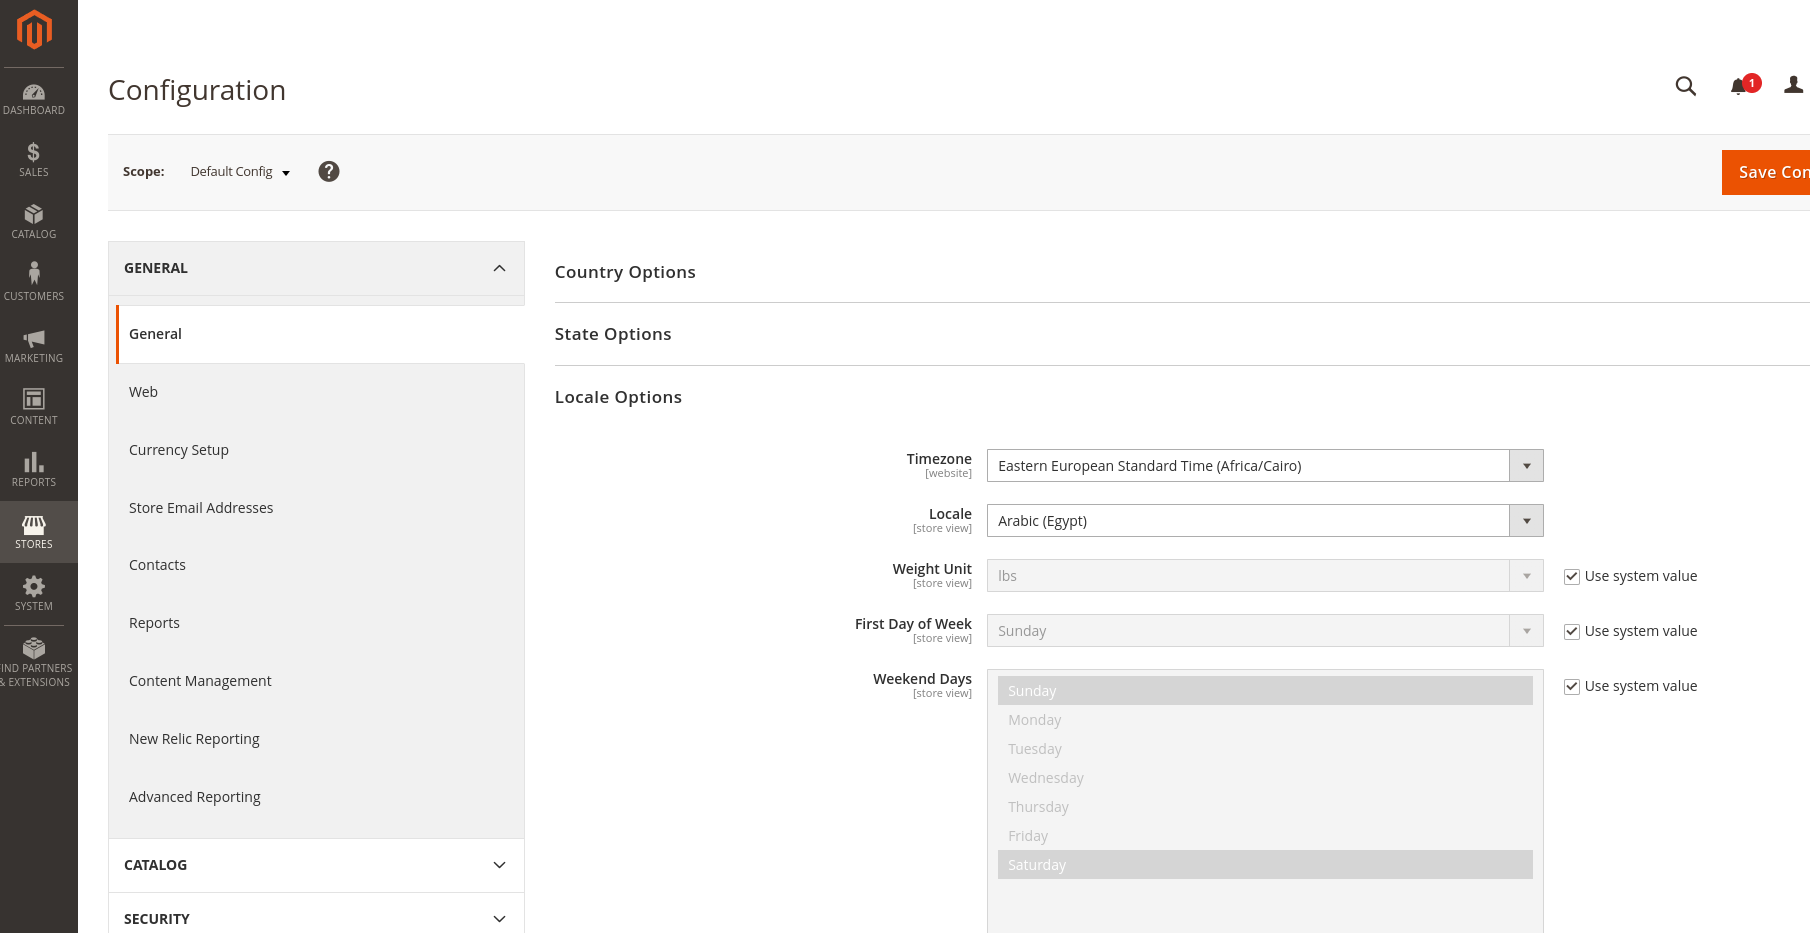 DASHBOARD
SALES
CATALOG
CUSTOMERS
MARKETING
CONTENT
REPORTS
STORES
SYSTEM
IND PARTNERS
& EXTENSIONS
Configuration
1
Scope:
Default Config
?
Save Con
GENERAL
General
Web
Currency Setup
Store Email Addresses
Contacts
Reports
Content Management
New Relic Reporting
Advanced Reporting
CATALOG
SECURITY
Country Options
State Options
Locale Options
Timezone
[website]
Eastern European Standard Time (Africa/Cairo)
Locale
[store view]
Arabic (Egypt)
Weight Unit
[store view]
lbs
Use system value
First Day of Week
[store view]
Sunday
Use system value
Weekend Days
[store view]
Sunday
Monday
Tuesday
Wednesday
Thursday
Friday
Saturday
Use system value